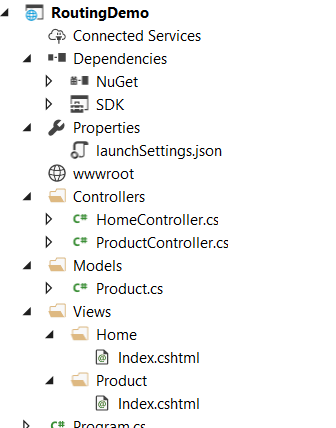 RoutingDemo
Connected Services
Dependencies
NuGet
SDK
Properties
launchSettings.json
wwwroot
Controllers
C# HomeController.cs
C# ProductController.cs
Models
C# Product.cs
Views
Home
Index.cshtml
Product
Index.cshtml
C# Program.cs